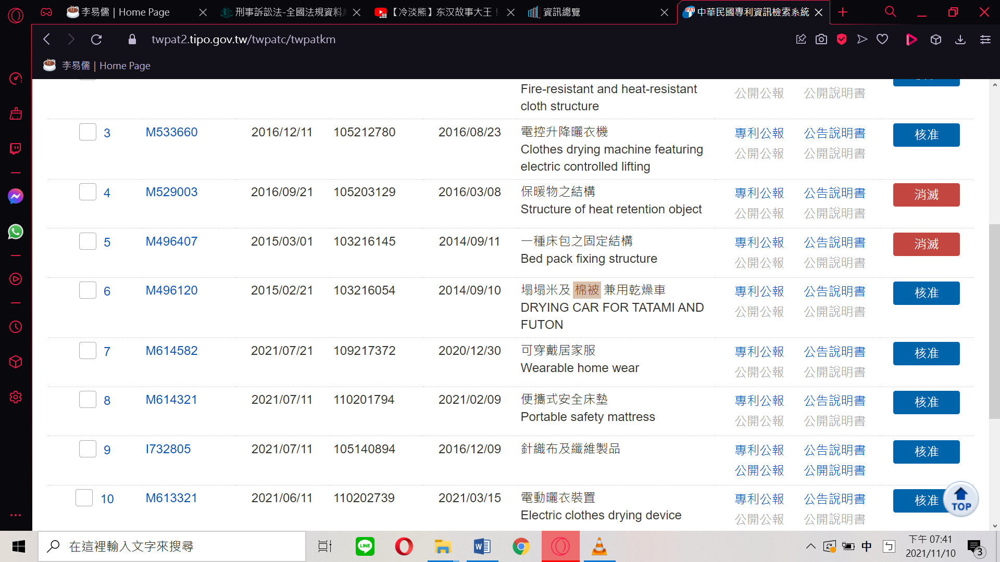 李易儒 | Home Page
刑事訴訟法-全國法規資料
【冷淡熊】东汉故事大王！
資訊總覽
中華民國專利資訊檢索系統
twpat2.tipo.gov.tw/twpatc/twpatkm
李易儒 | Home Page
Fire-resistant and heat-resistant
cloth structure
公開公報 公開說明書
3 M533660 2016/12/11 105212780 2016/08/23 電控升降曬衣機 專利公報 公告說明書 核准
Clothes drying machine featuring 公開公報 公開說明書
electric controlled lifting
4 M529003 2016/09/21 105203129 2016/03/08 保暖物之結構 專利公報 公告說明書 消滅
Structure of heat retention object 公開公報 公開說明書
5 M496407 2015/03/01 103216145 2014/09/11 一種床包之固定結構 專利公報 公告說明書 消滅
Bed pack fixing structure 公開公報 公開說明書
6 M496120 2015/02/21 103216054 2014/09/10 塌塌米及 棉被 兼用乾燥車 專利公報 公告說明書 核准
DRYING CAR FOR TATAMI AND 公開公報 公開說明書
FUTON
7 M614582 2021/07/21 109217372 2020/12/30 可穿戴居家服 專利公報 公告說明書 核准
Wearable home wear 公開公報 公開說明書
8 M614321 2021/07/11 110201794 2021/02/09 便攜式安全床墊 專利公報 公告說明書 核准
Portable safety mattress 公開公報 公開說明書
9 I732805 2021/07/11 105140894 2016/12/09 針織布及纖維製品 專利公報 公告說明書 核准
公開公報 公開說明書
10 M613321 2021/06/11 110202739 2021/03/15 電動曬衣裝置 專利公報 公告說明書 核准
Electric clothes drying device 公開公報 公開說明書
TOP
在這裡輸入文字來搜尋
LINE
中
ㄅ
下午 07:41
2021/11/10
3